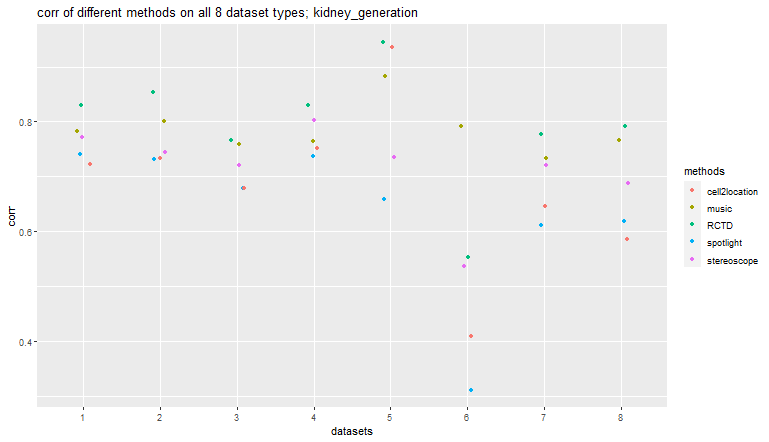 corr of different methods on all 8 dataset types; kidney_generation
0.8
0.6
0.4
corr
1 2 3 4 5 6 7 8
datasets
methods
cell2location
music
RCTD
spotlight
stereoscope